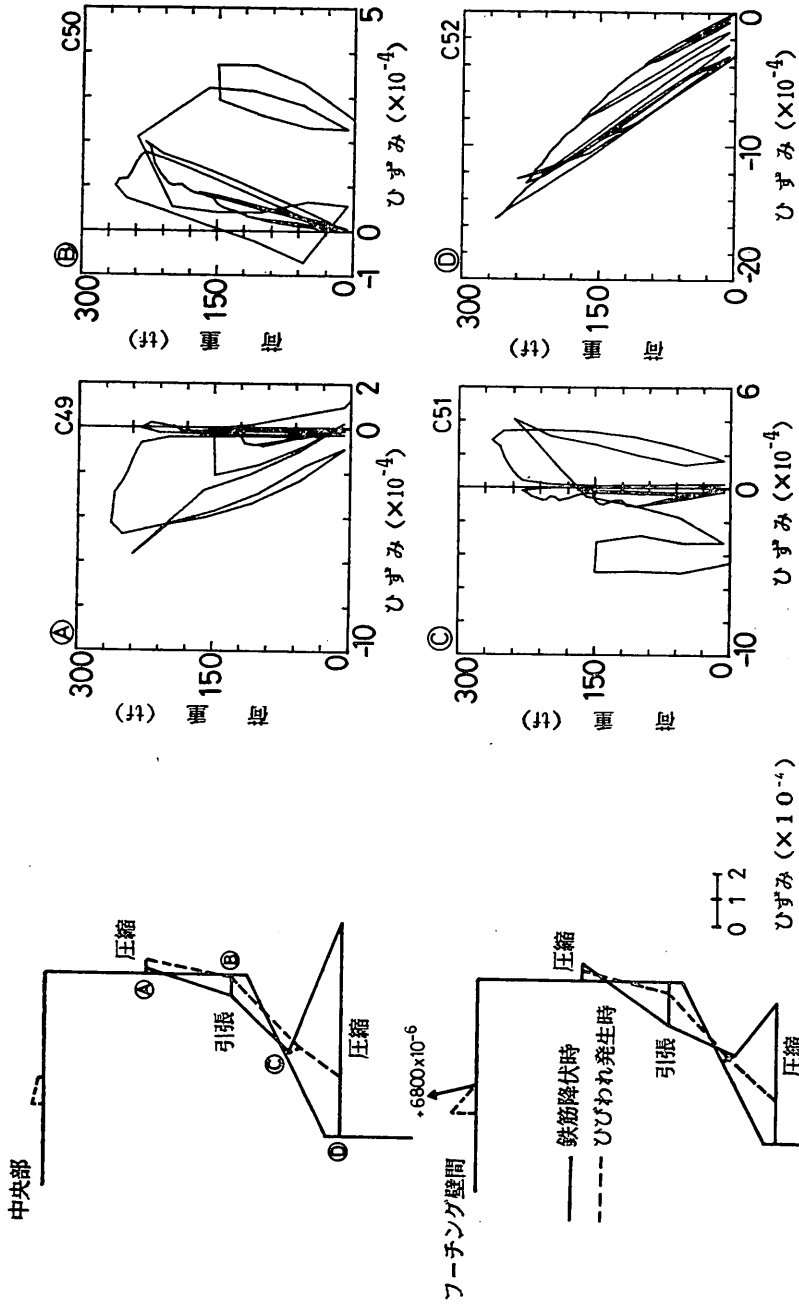 中央部
圧縮
Ⓐ
Ⓑ
引張
Ⓒ
圧縮
Ⓓ
フーチング壁間
+6800×10⁻⁶
圧縮
引張
圧縮
鉄筋降伏時
ひびわれ発生時
0 1 2
ひずみ (×10⁻⁴)
Ⓐ
C49
300
150
0
荷重 (tf)
-10
0
2
ひずみ (×10⁻⁴)
Ⓑ
C50
300
150
0
荷重 (tf)
-1
0
5
ひずみ (×10⁻⁴)
Ⓒ
C51
300
150
0
荷重 (tf)
-10
0
6
ひずみ (×10⁻⁴)
Ⓓ
C52
300
150
0
荷重 (tf)
-20
-10
0
ひずみ (×10⁻⁴)